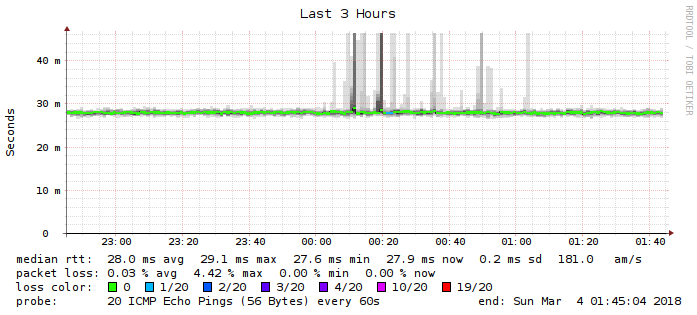 Last 3 Hours
RRDTOOL / TOBI OETIKER
Seconds
40 m
30 m
20 m
10 m
0
23:00 23:20 23:40 00:00 00:20 00:40 01:00 01:20 01:40
median rtt: 28.0 ms avg 29.1 ms max 27.6 ms min 27.9 ms now 0.2 ms sd 181.0 am/s
packet loss: 0.03 % avg 4.42 % max 0.00 % min 0.00 % now
loss color: 0 1/20 2/20 3/20 4/20 10/20 19/20
probe: 20 ICMP Echo Pings (56 Bytes) every 60s end: Sun Mar 4 01:45:04 2018